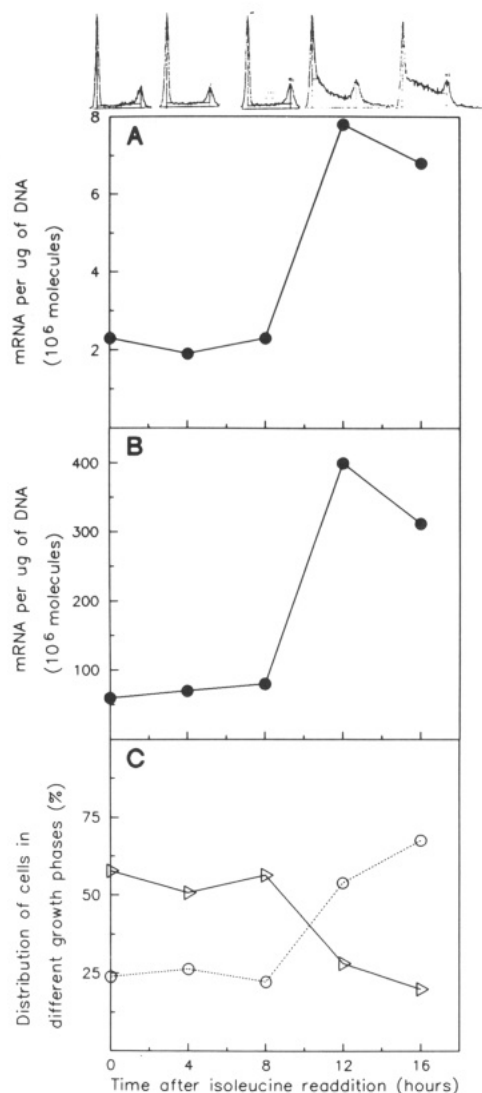 A
8
6
4
2
mRNA per ug of DNA
(10⁶ molecules)
B
400
300
200
100
mRNA per ug of DNA
(10⁶ molecules)
C
75
50
25
Distribution of cells in
different growth phases (%)
0 4 8 12 16
Time after isoleucine readdition (hours)